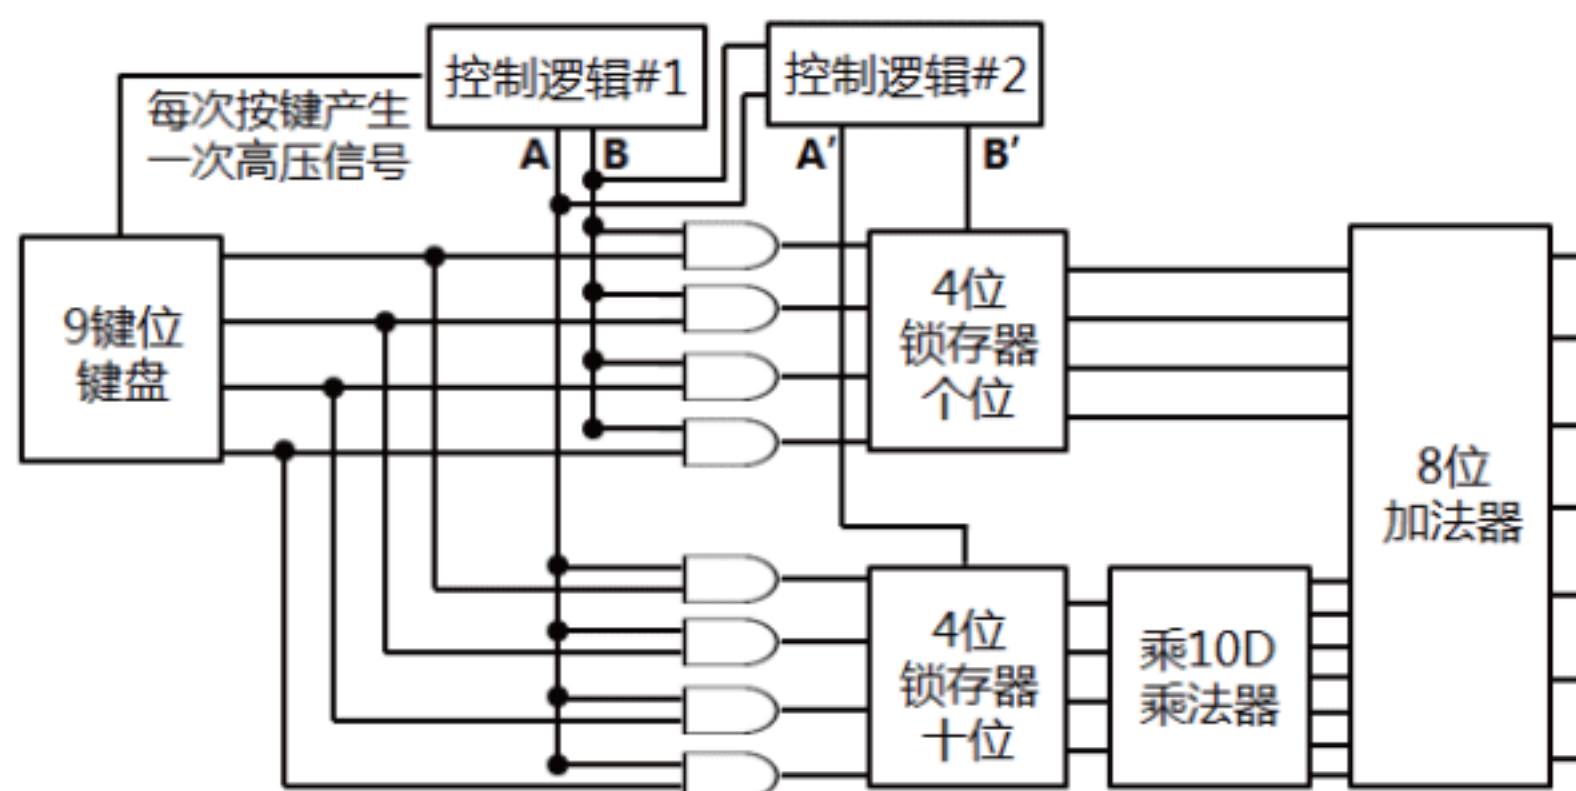 控制逻辑#1
控制逻辑#2
每次按键产生
一次高压信号
A
B
A′
B′
9键位
键盘
4位
锁存器
个位
8位
加法器
4位
锁存器
十位
乘10D
乘法器